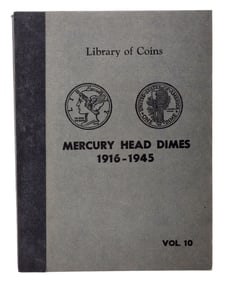 Library of Coins
MERCURY HEAD DIMES
1916-1945
VOL. 10